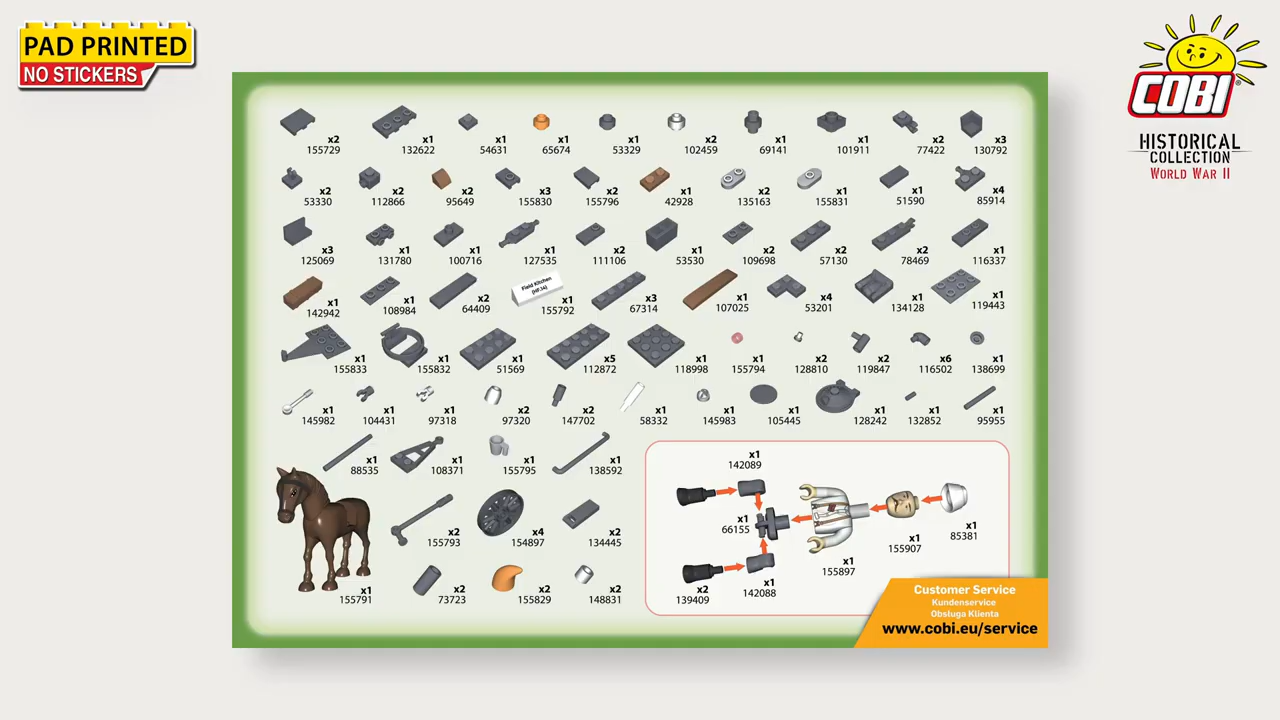 PAD PRINTED
NO STICKERS
COBI
®
HISTORICAL
COLLECTION
WORLD WAR II
x2 x1 x1 x1 x1 x2 x1 x1 x2 x3
155729 132622 54631 65674 53329 102459 69141 101911 77422 130792
x2 x2 x2 x3 x2 x1 x2 x1 x1 x4
53330 112866 95649 155830 155796 42928 135163 155831 51590 85914
x3 x1 x1 x1 x2 x1 x2 x2 x2 x1
125069 131780 100716 127535 111106 53530 109698 57130 78469 116337
Field Kitchen
(HF.14)
x1 x1 x2 x1 x3 x1 x4 x1 x1
142942 108984 64409 155792 67314 107025 53201 134128 119443
x1 x1 x1 x5 x1 x1 x2 x2 x6 x1
155833 155832 51569 112872 118998 155794 128810 119847 116502 138699
x1 x1 x1 x2 x2 x1 x1 x1 x1 x1 x1
145982 104431 97318 97320 147702 58332 145983 105445 128242 132852 95955
x1 x1 x1 x1
88535 108371 155795 138592
x2 x4 x2
155793 154897 134445
x1 x2 x2 x2
155791 73723 155829 148831
x1
142089
x1
66155
x1
85381
x1
155907
x1
155897
x2 x1
139409 142088
Customer Service
Kundenservice
Obsługa Klienta
www.cobi.eu/service